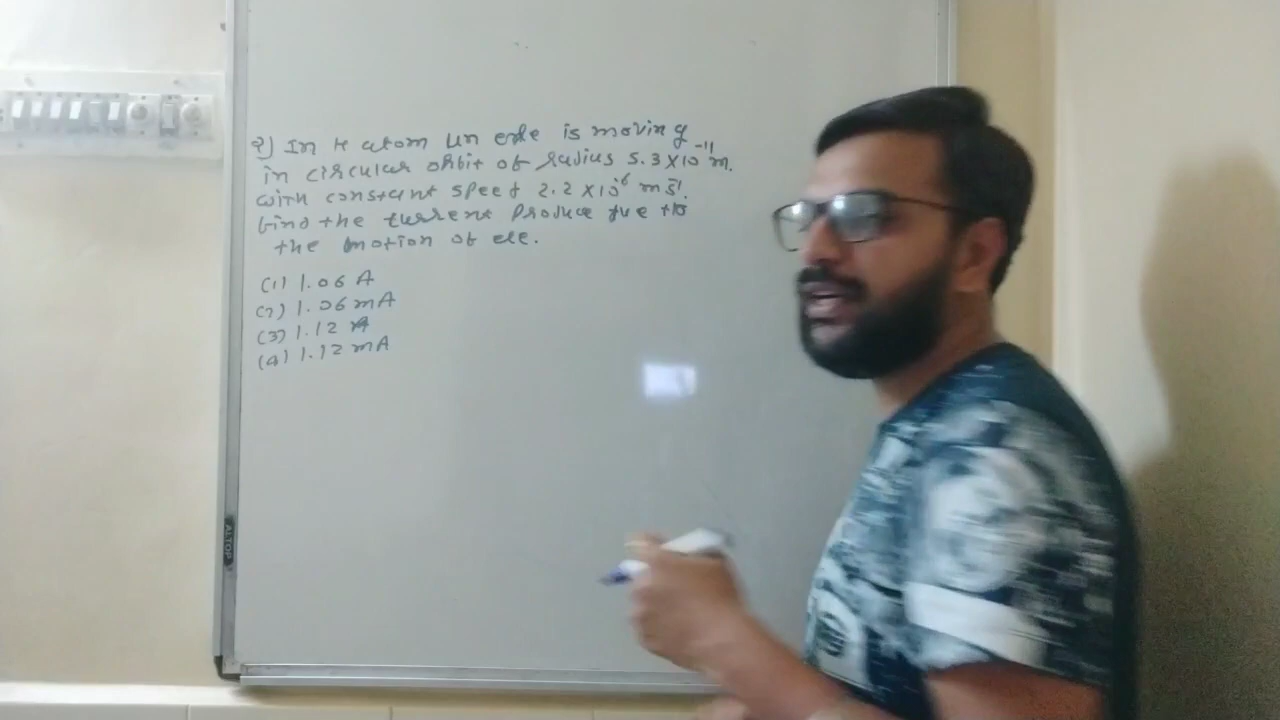 Q) In H atom an ele is moving
in circular orbit of radius 5.3 X 10⁻¹¹ m.
with constant speed 2.2 X 10⁶ ms⁻¹.
find the current Produce due to
the motion of ele.
(1) 1.06 A
(2) 1.06 mA
(3) 1.12 A
(4) 1.12 mA
ALTOP